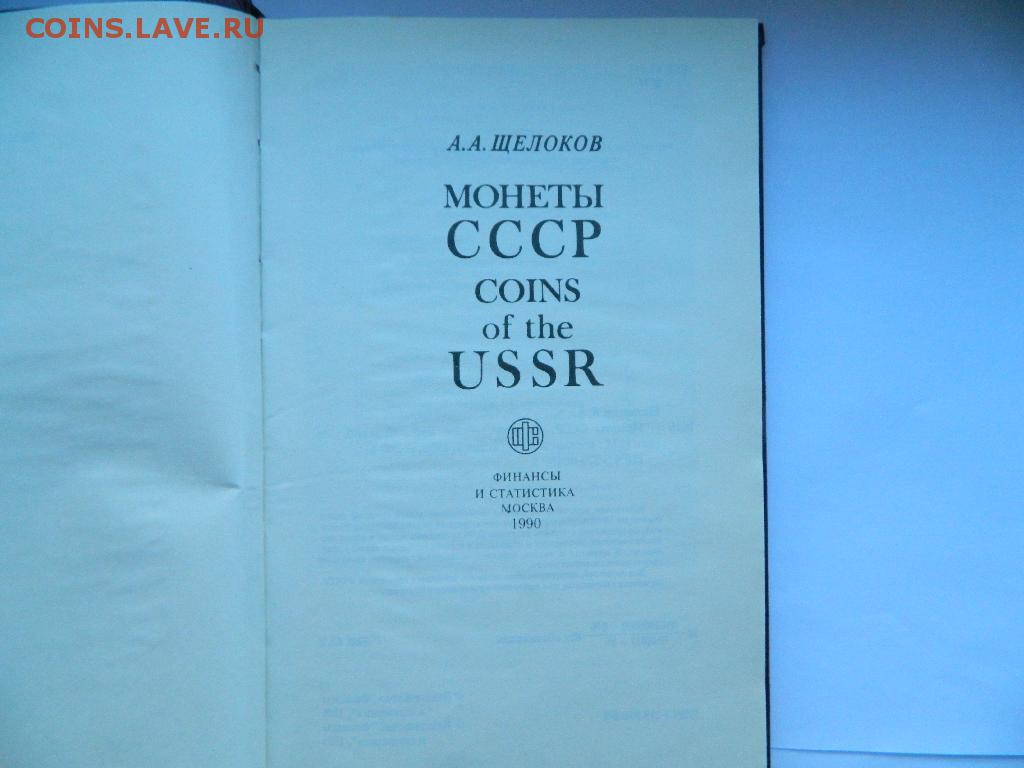 COINS.LAVE.RU
А.А. ЩЕЛОКОВ
МОНЕТЫ
СССР
COINS
of the
USSR
ФИНАНСЫ
И СТАТИСТИКА
МОСКВА
1990